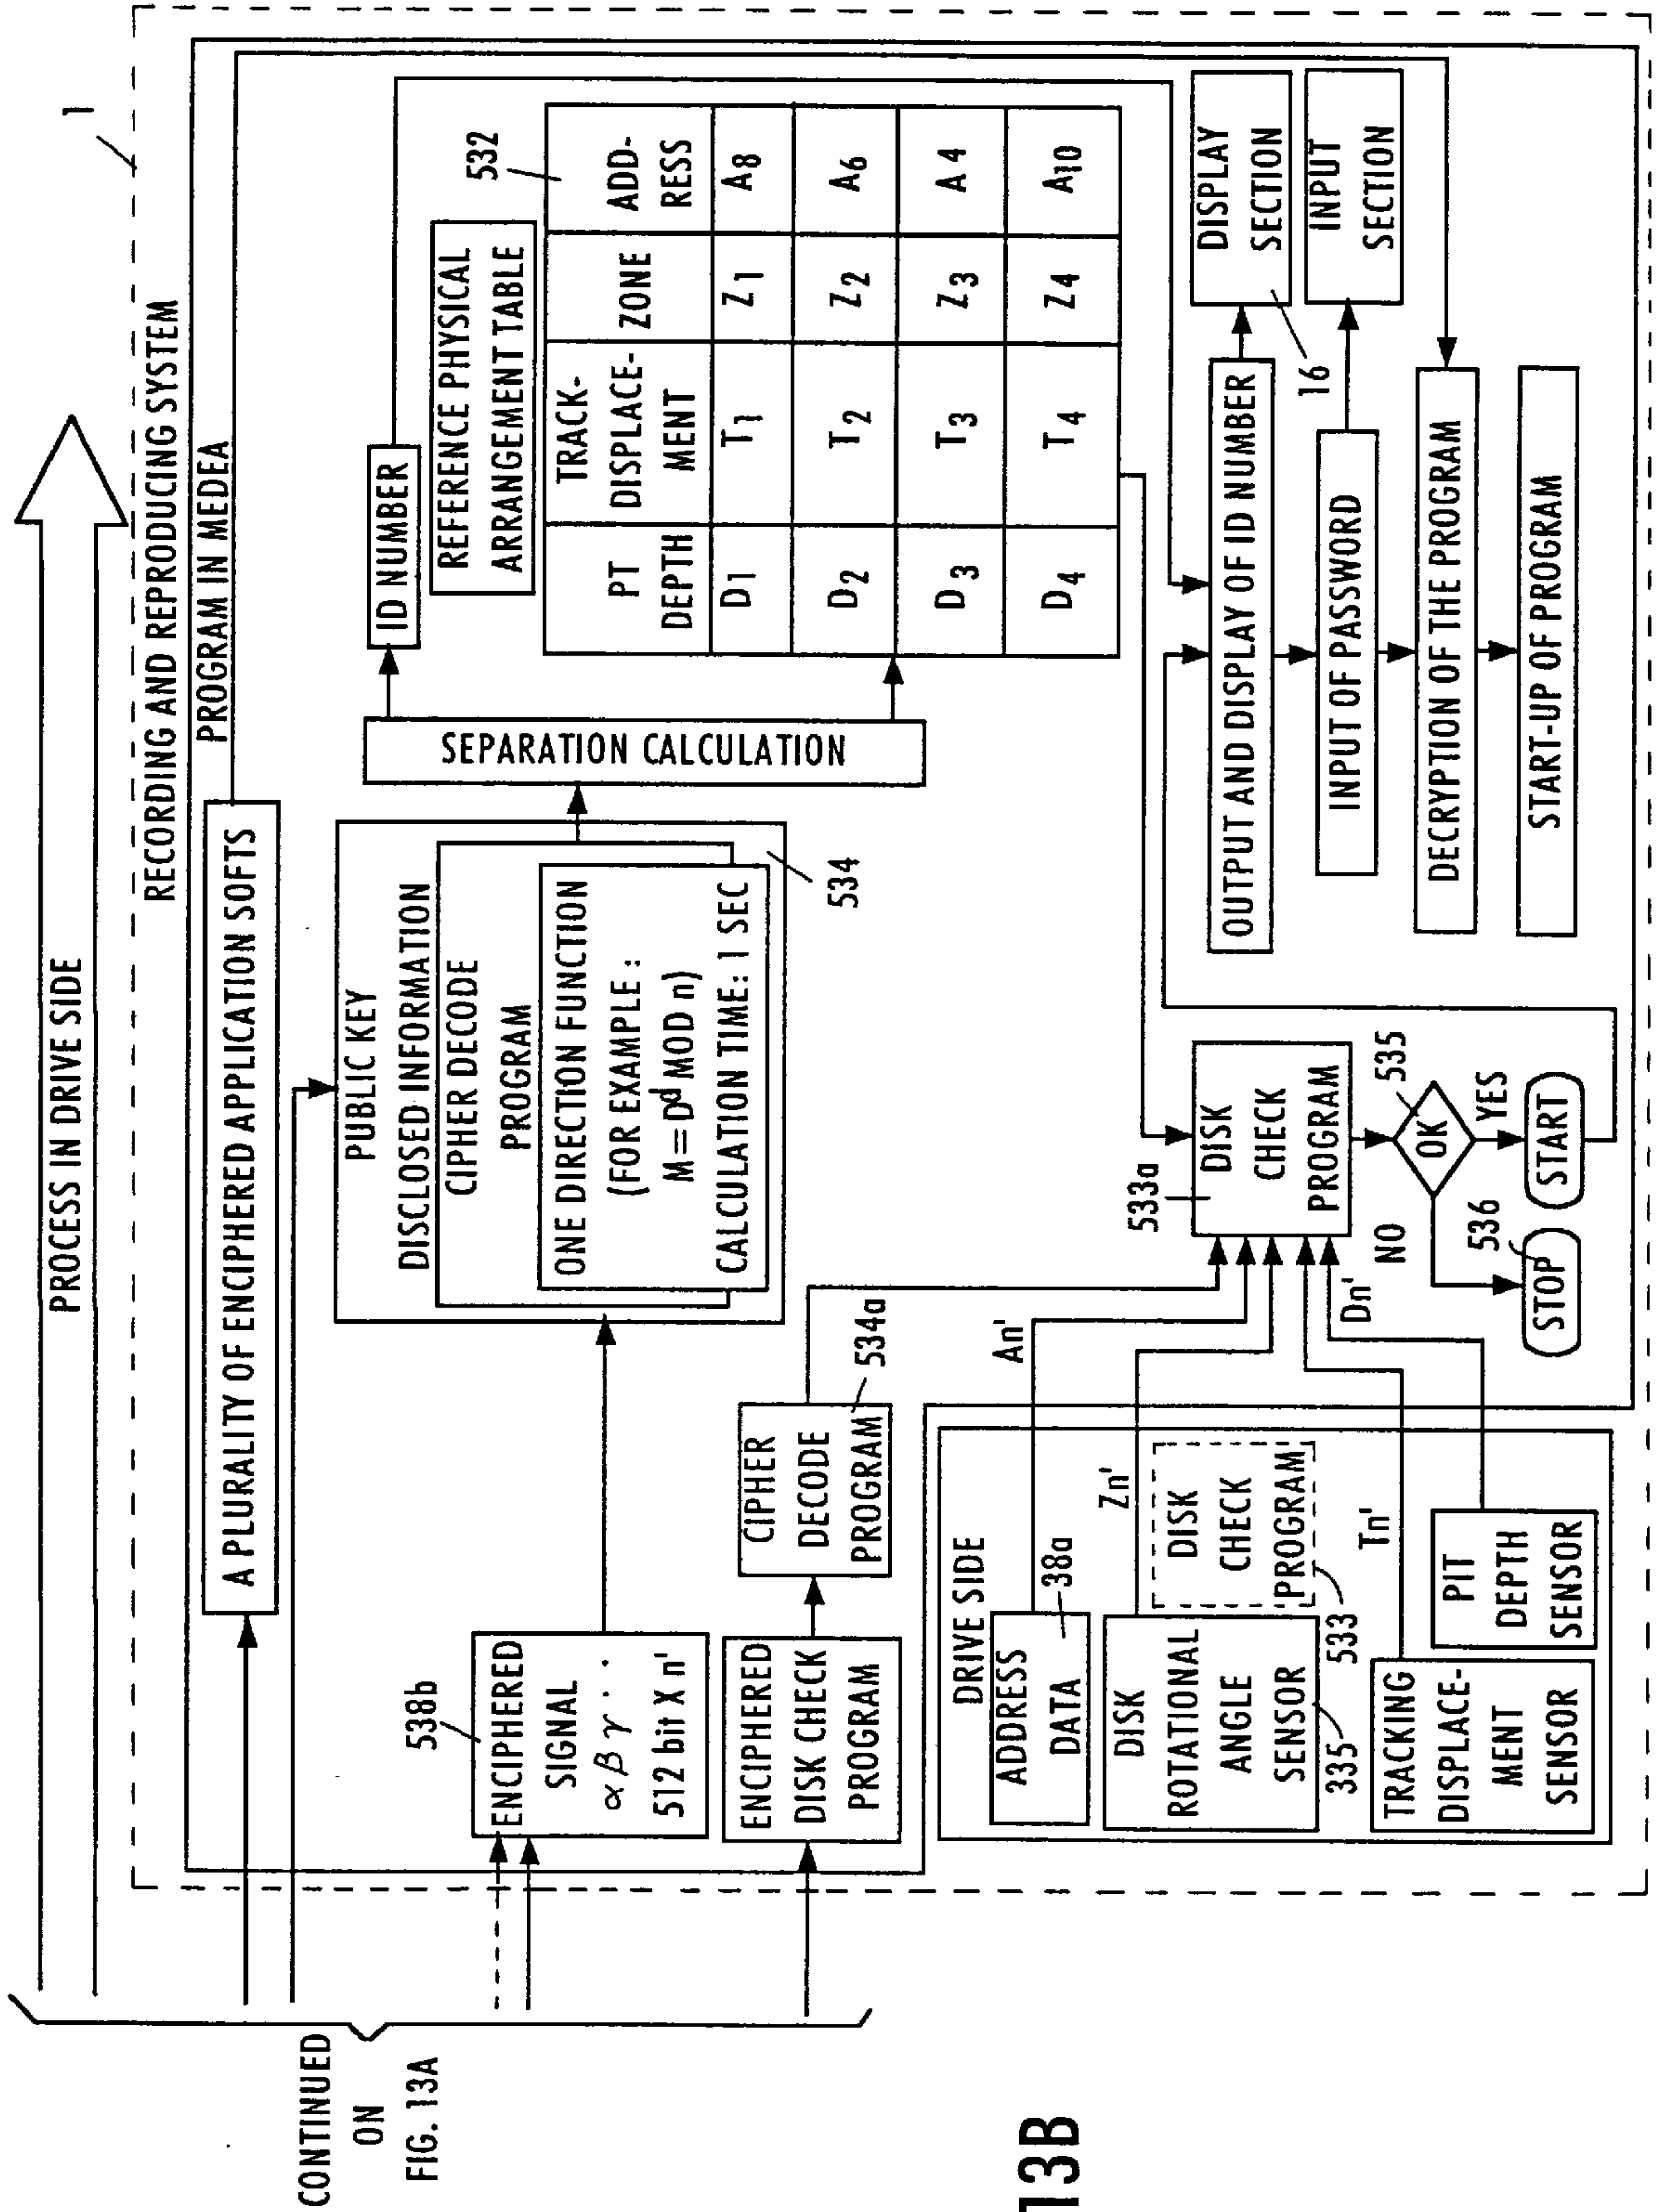 PROCESS IN DRIVE SIDE
1
RECORDING AND REPRODUCING SYSTEM
PROGRAM IN MEDEA
A PLURALITY OF ENCIPHERED APPLICATION SOFTS
PUBLIC KEY
DISCLOSED INFORMATION
CIPHER DECODE
PROGRAM
ONE DIRECTION FUNCTION
(FOR EXAMPLE :
M=Dᵈ MOD n)
CALCULATION TIME: 1 SEC
534
SEPARATION CALCULATION
ID NUMBER
REFERENCE PHYSICAL
ARRANGEMENT TABLE
532
PT
DEPTH
TRACK-
DISPLACE-
MENT
ZONE
ADD-
RESS
D1 T1 Z1 A8
D2 T2 Z2 A6
D3 T3 Z3 A4
D4 T4 Z4 A10
CONTINUED
ON
FIG. 13A
538b
ENCIPHERED
SIGNAL
α β γ · ·
512 bit X n'
ENCIPHERED
DISK CHECK
PROGRAM
CIPHER
DECODE
PROGRAM
534a
DRIVE SIDE
ADDRESS
DATA
38a
An'
DISK
ROTATIONAL
ANGLE
SENSOR
335
Zn'
DISK
CHECK
PROGRAM
533
TRACKING
DISPLACE-
MENT
SENSOR
Tn'
PIT
DEPTH
SENSOR
Dn'
533a
DISK
CHECK
PROGRAM
OK
535
NO
YES
536
STOP
START
OUTPUT AND DISPLAY OF ID NUMBER
DISPLAY
SECTION
16
INPUT OF PASSWORD
INPUT
SECTION
DECRYPTION OF THE PROGRAM
START-UP OF PROGRAM
13B